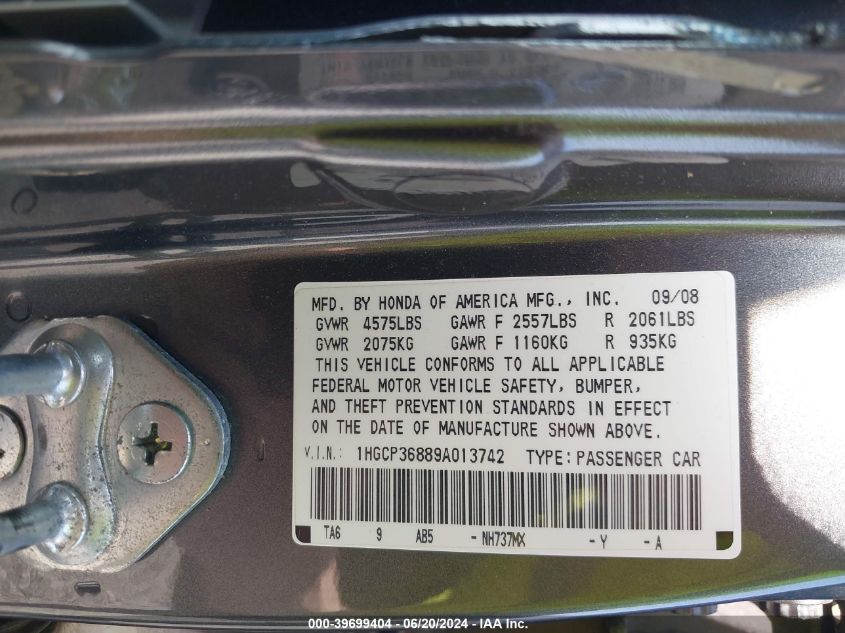 MFD. BY HONDA OF AMERICA MFG., INC. 09/08
GVWR 4575LBS GAWR F 2557LBS R 2061LBS
GVWR 2075KG GAWR F 1160KG R 935KG
THIS VEHICLE CONFORMS TO ALL APPLICABLE
FEDERAL MOTOR VEHICLE SAFETY, BUMPER,
AND THEFT PREVENTION STANDARDS IN EFFECT
ON THE DATE OF MANUFACTURE SHOWN ABOVE.
V.I.N.: 1HGCP36889A013742 TYPE: PASSENGER CAR
TA6 9 AB5 - NH737MX - Y - A
000-39699404 - 06/20/2024 - IAA Inc.